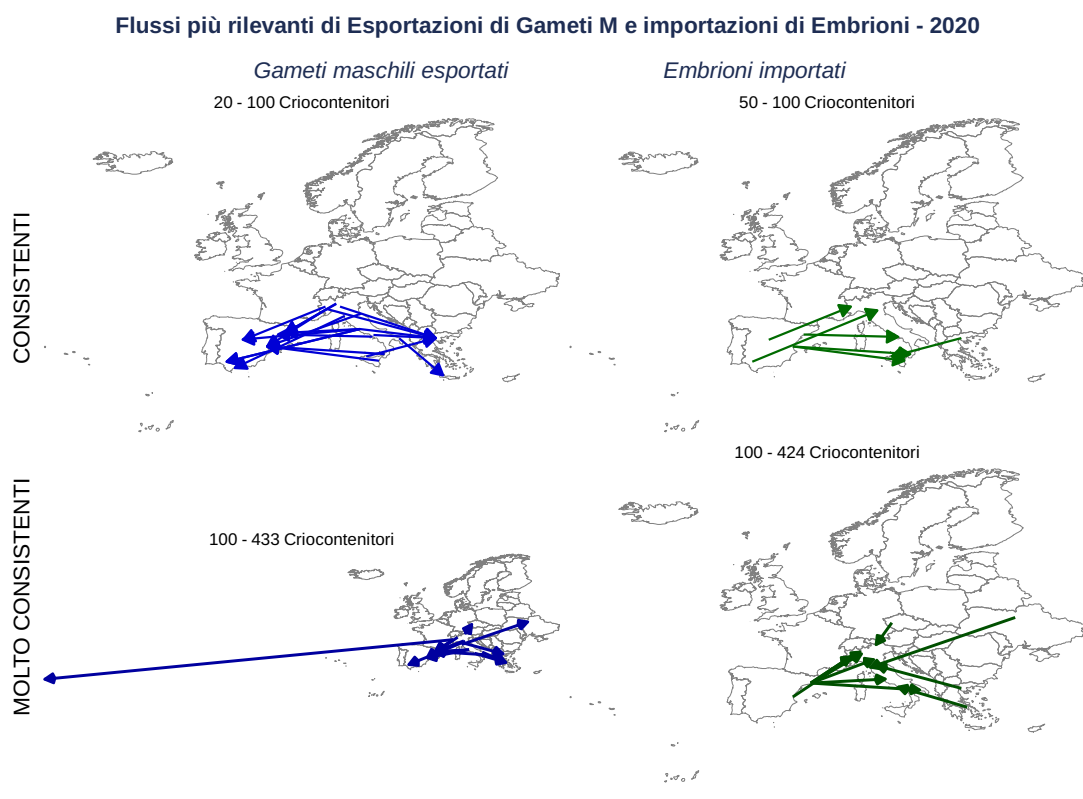 Flussi più rilevanti di Esportazioni di Gameti M e importazioni di Embrioni - 2020
Gameti maschili esportati
Embrioni importati
20 - 100 Criocontenitori
50 - 100 Criocontenitori
CONSISTENTI
100 - 424 Criocontenitori
100 - 433 Criocontenitori
MOLTO CONSISTENTI